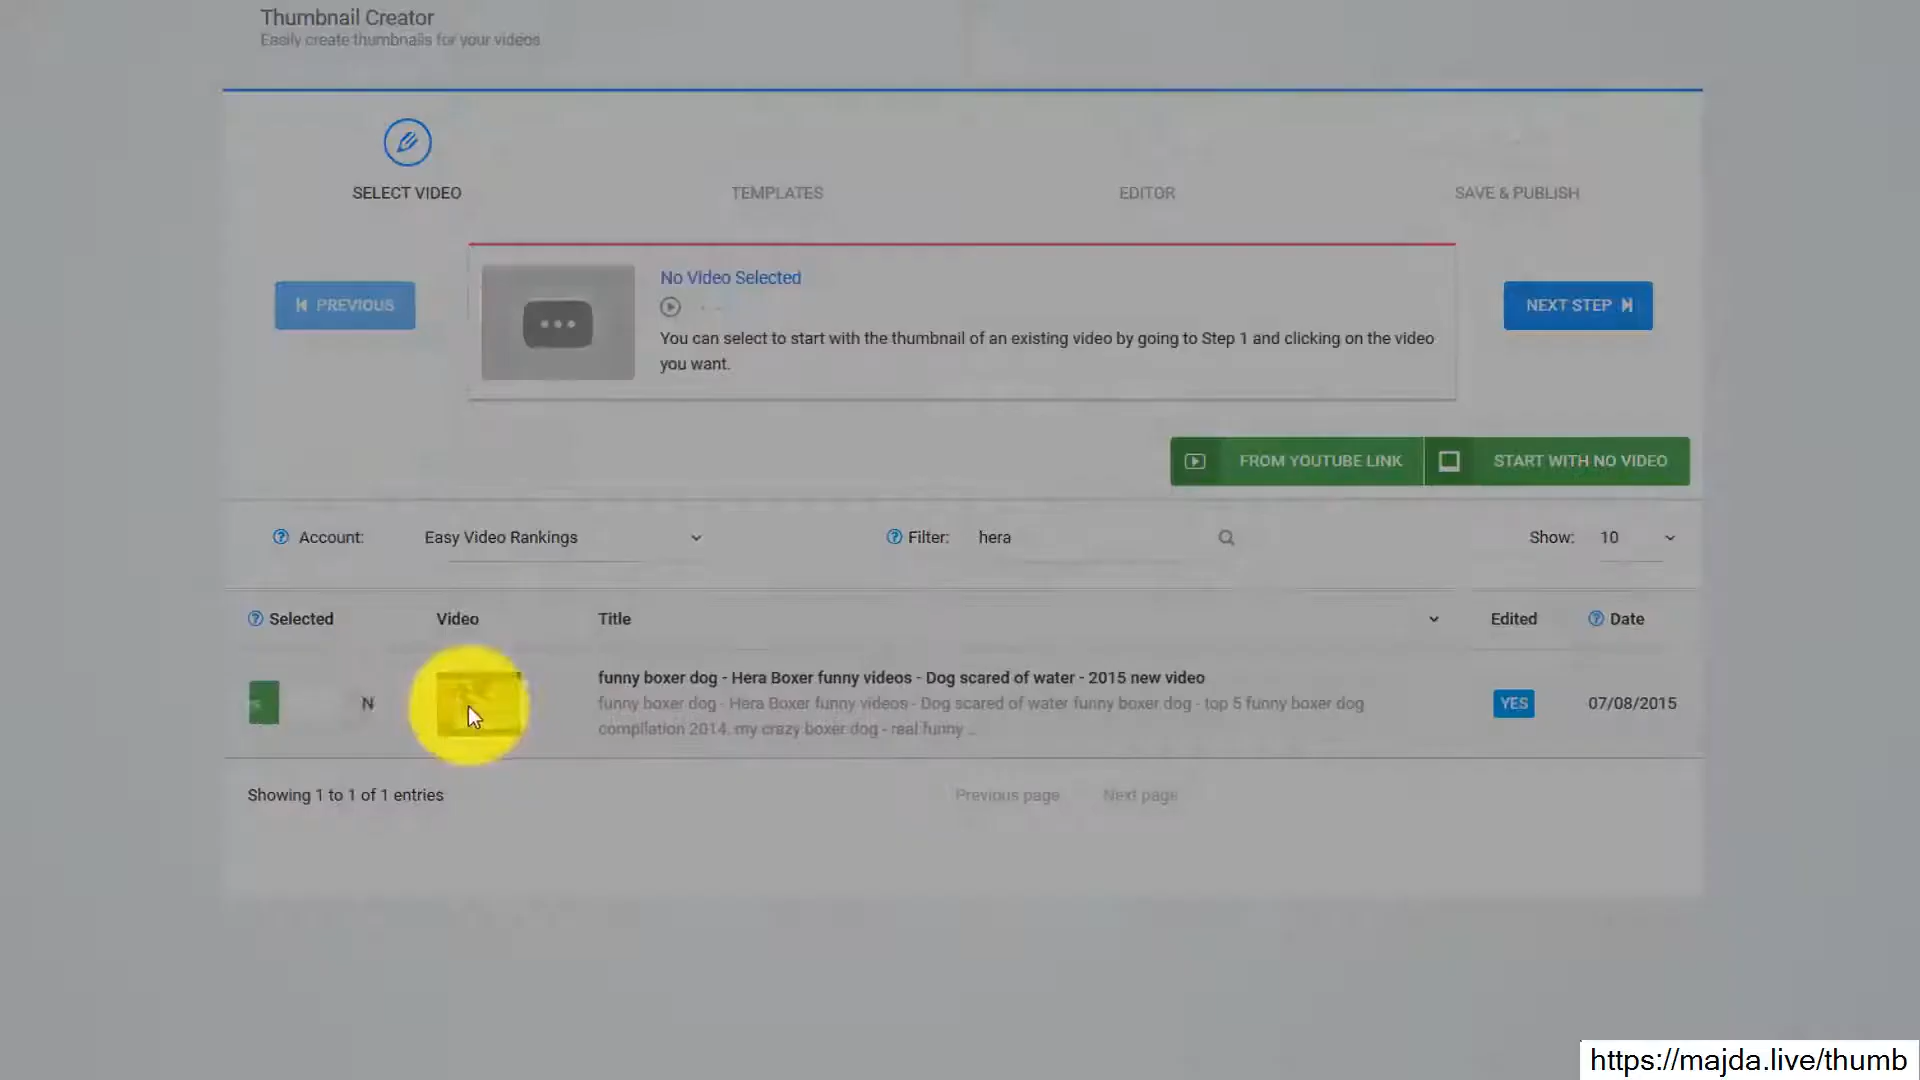 Thumbnail Creator
Easily create thumbnails for your videos
SELECT VIDEO
TEMPLATES
EDITOR
SAVE & PUBLISH
PREVIOUS
No Video Selected
You can select to start with the thumbnail of an existing video by going to Step 1 and clicking on the video
you want.
NEXT STEP
FROM YOUTUBE LINK
START WITH NO VIDEO
Account: Easy Video Rankings
Filter: hera
Show: 10
Selected Video Title Edited Date
funny boxer dog - Hera Boxer funny videos - Dog scared of water - 2015 new video
N
funny boxer dog - Hera Boxer funny videos - Dog scared of water funny boxer dog - top 5 funny boxer dog
YES 07/08/2015
compilation 2014. my crazy boxer dog - real funny ...
Showing 1 to 1 of 1 entries
Previous page Next page
https://majda.live/thumb